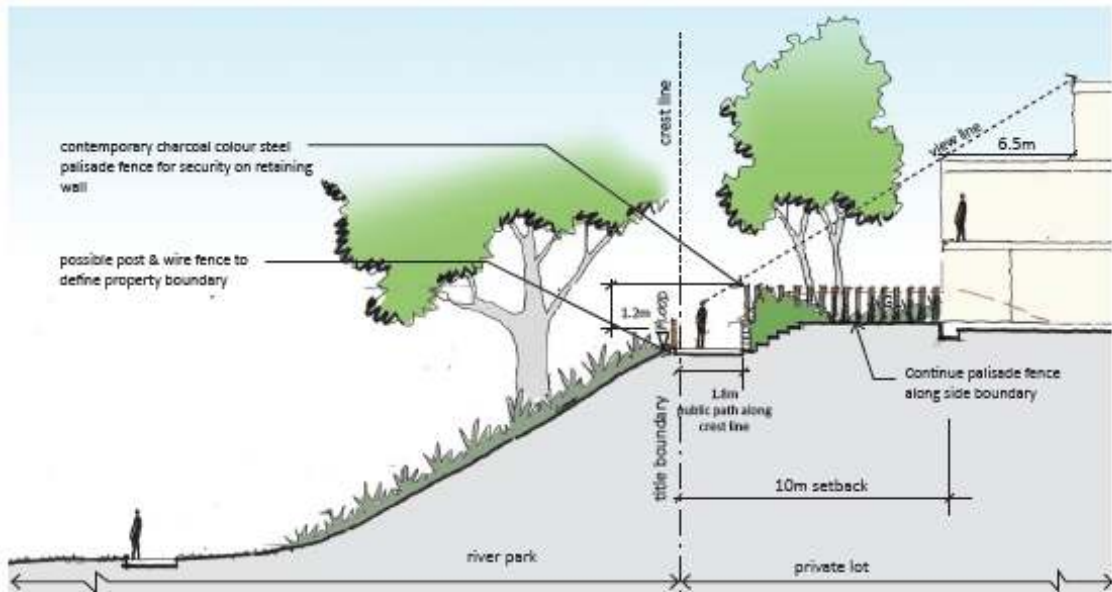 contemporary charcoal colour steel
palisade fence for security on retaining
wall
possible post & wire fence to
define property boundary
crest line
view line
6.5m
1.2m
1.8m
public path along
crest line
Continue palisade fence
along side boundary
title boundary
10m setback
river park
private lot